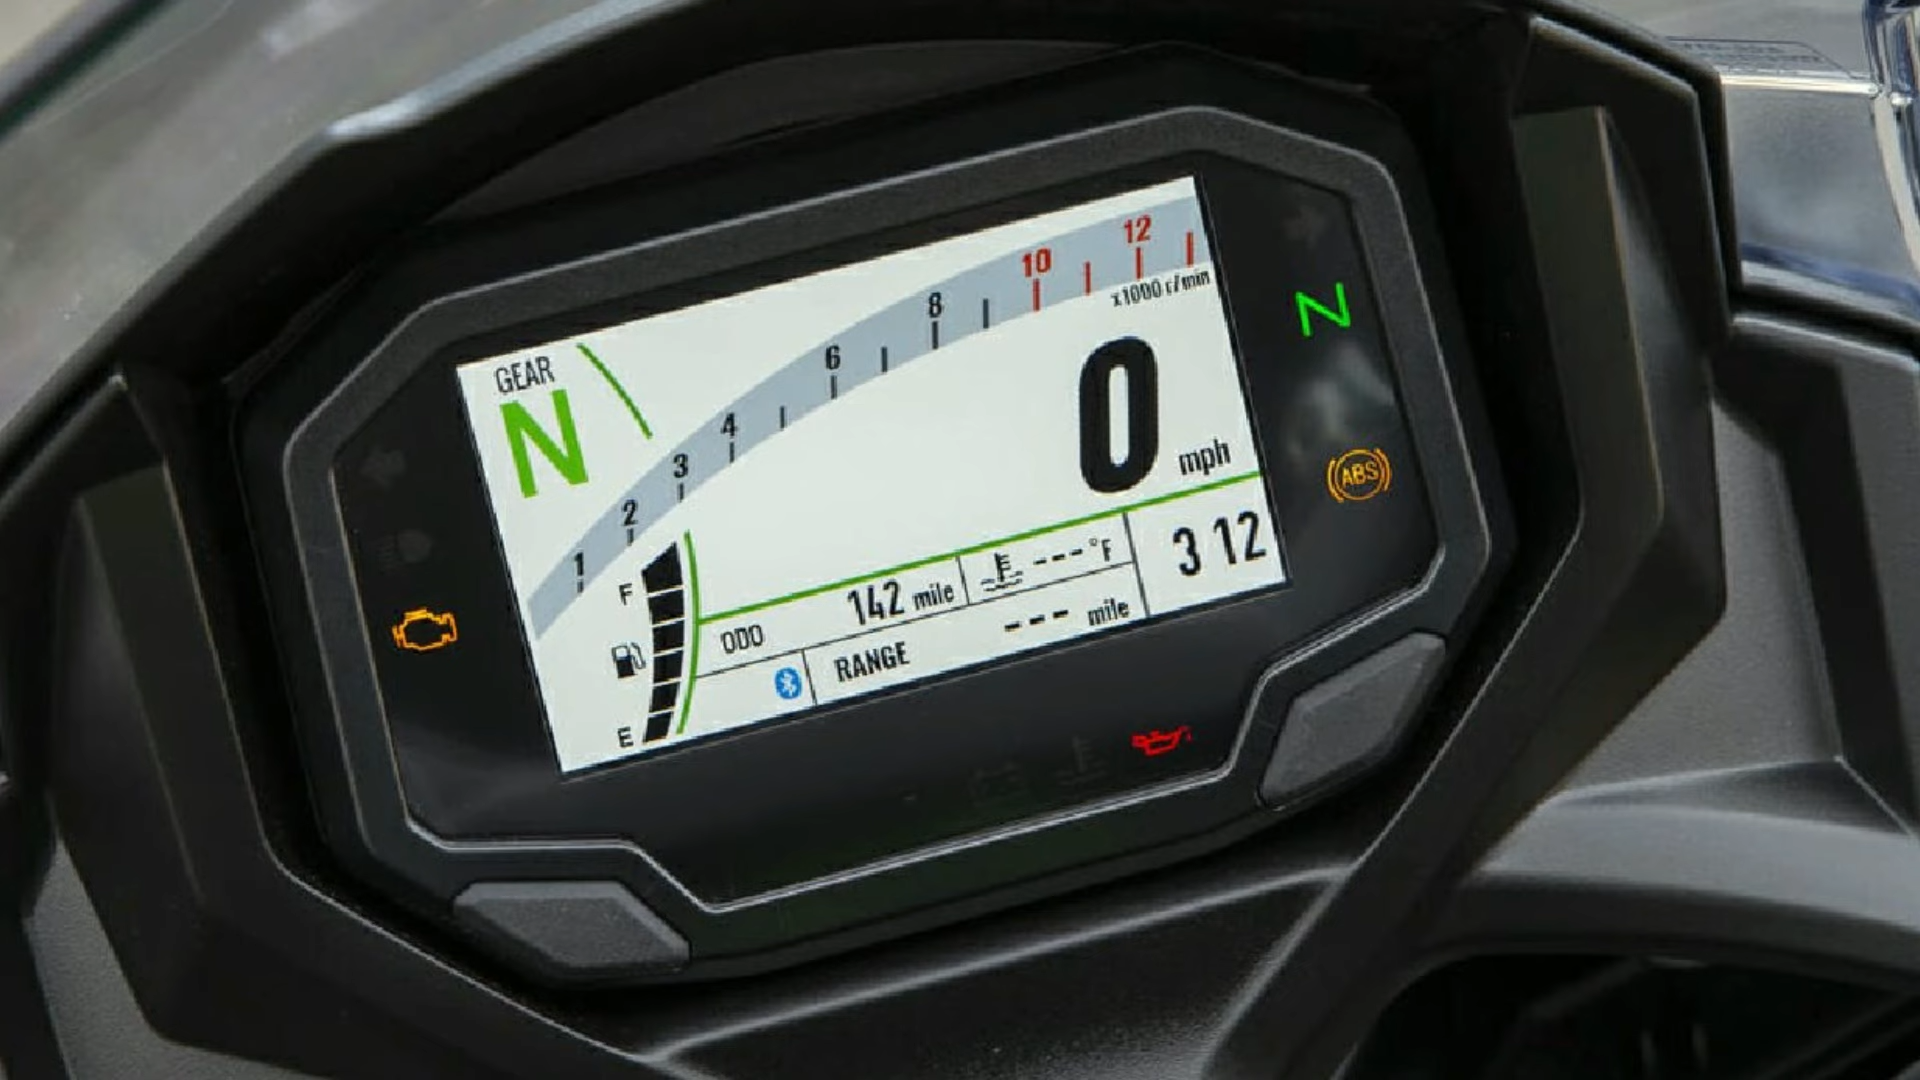 12
10
x1000 r/min
8
GEAR
N
6
N
4
3
0
mph
2
1
ABS
F
142 mile
---°F
3 12
ODO
RANGE
--- mile
E